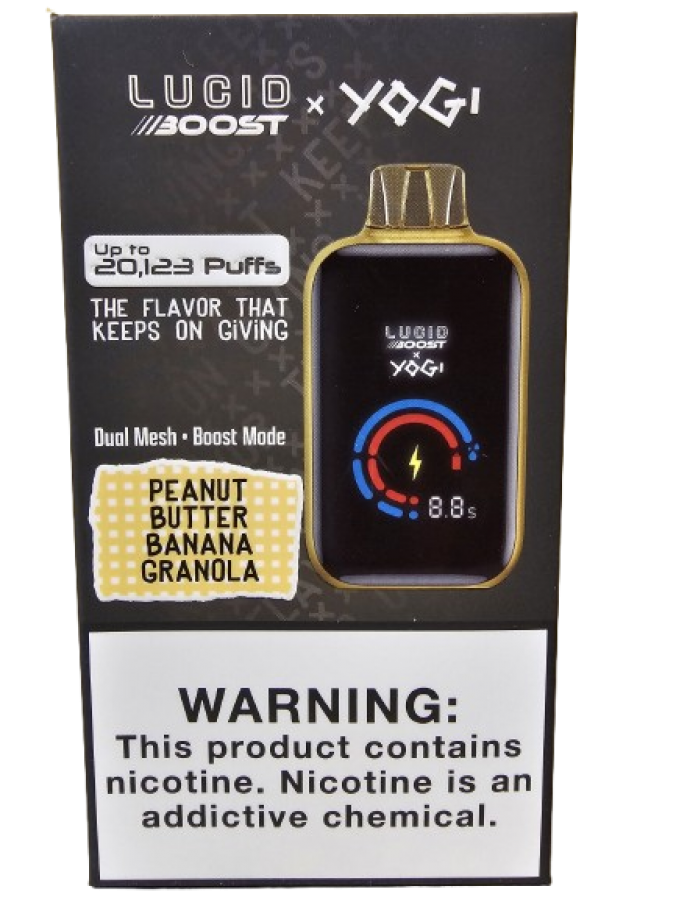 LUCID × YOGI
BOOST
Up to
20,123 Puffs
THE FLAVOR THAT
KEEPS ON GiViNG
Dual Mesh • Boost Mode
PEANUT
BUTTER
BANANA
GRANOLA
LUCID
BOOST
×
YOGI
8.8s
WARNING:
This product contains
nicotine. Nicotine is an
addictive chemical.